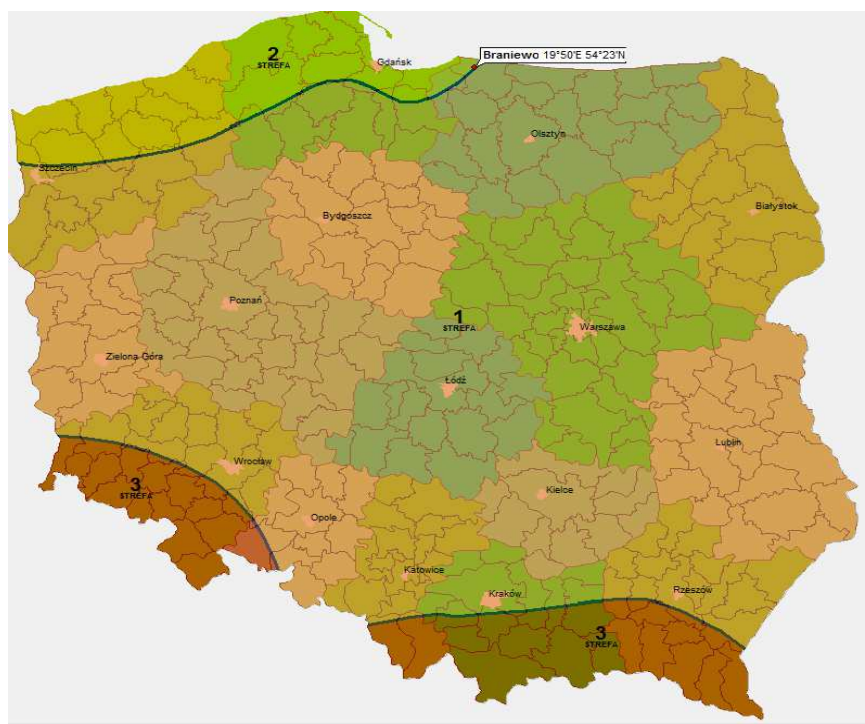 2
STREFA
Gdańsk
Braniewo 19°50'E 54°23'N
Olsztyn
Szczecin
Bydgoszcz
Białystok
Poznań
1
STREFA
Warszawa
Zielona Góra
Łódź
Wrocław
Lublin
3
STREFA
Opole
Kielce
Katowice
Kraków
Rzeszów
3
STREFA